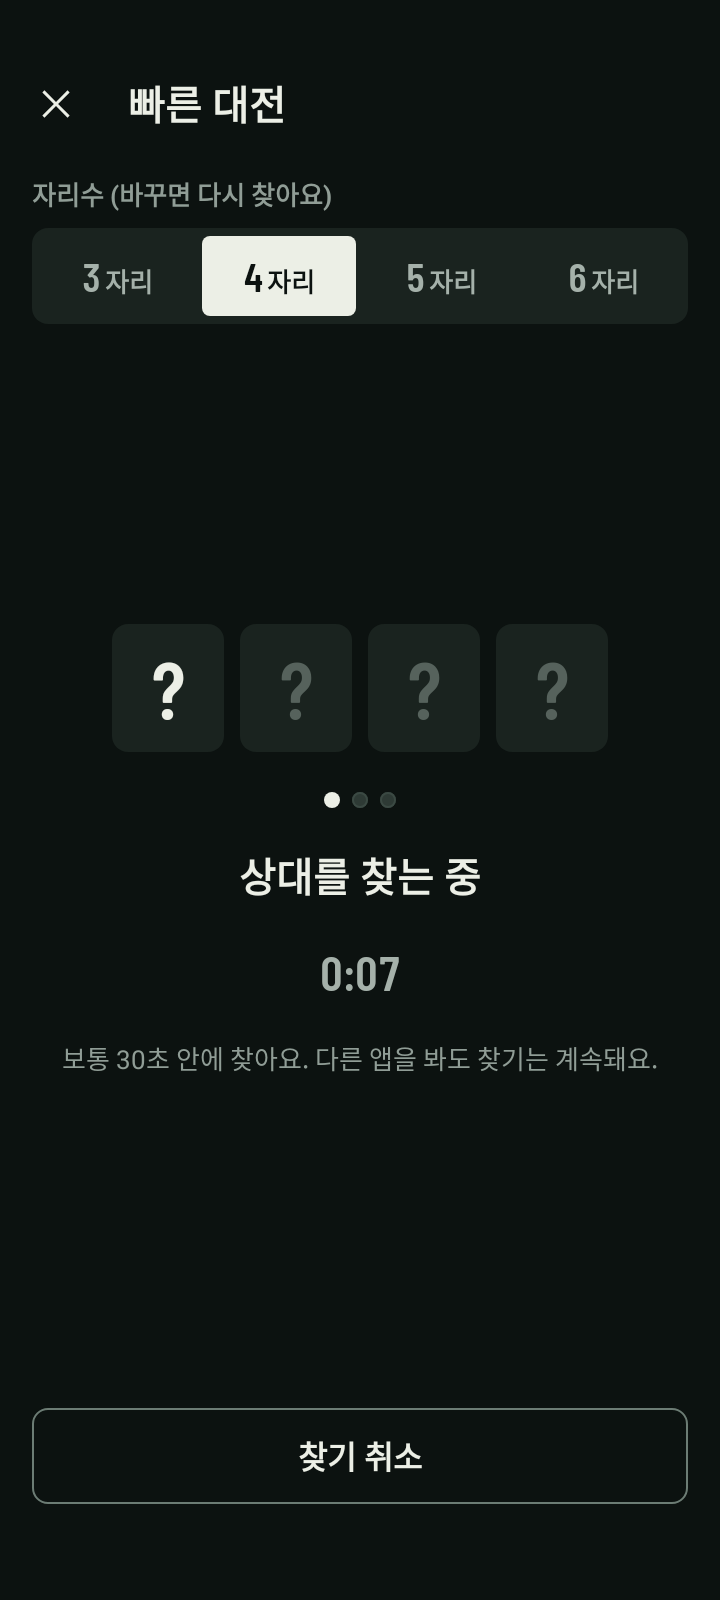 빠른 대전
자리수 (바꾸면 다시 찾아요)
3 자리 4 자리 5 자리 6 자리
? ? ? ?
상대를 찾는 중
0:07
보통 30초 안에 찾아요. 다른 앱을 봐도 찾기는 계속돼요.
찾기 취소